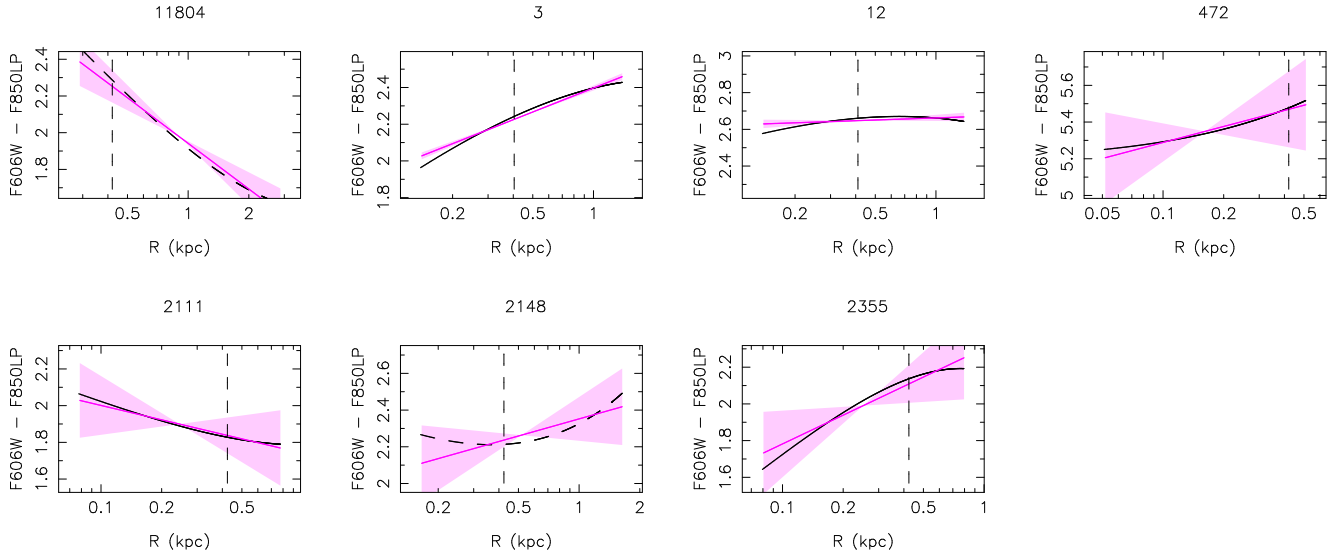 11804
F606W − F850LP
1.8 2 2.2 2.4
0.5 1 2
R (kpc)
3
F606W − F850LP
1.8 2 2.2 2.4
0.2 0.5 1
R (kpc)
12
F606W − F850LP
2.4 2.6 2.8 3
0.2 0.5 1
R (kpc)
472
F606W − F850LP
5 5.2 5.4 5.6
0.05 0.1 0.2 0.5
R (kpc)
2111
F606W − F850LP
1.6 1.8 2 2.2
0.1 0.5
R (kpc)
2148
F606W − F850LP
2 2.2 2.4 2.6
0.2 0.5 1 2
R (kpc)
2355
F606W − F850LP
1.6 1.8 2 2.2
0.1 0.5 1
R (kpc)